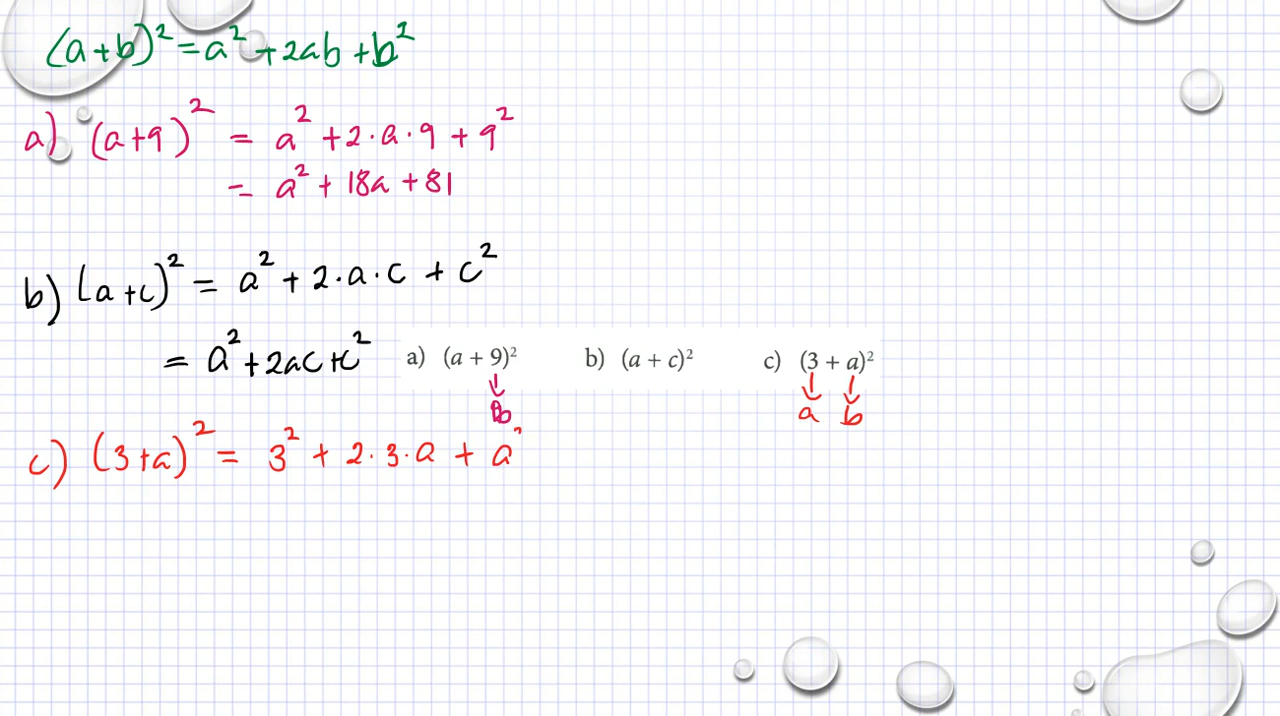 (a+b)² = a² + 2ab + b²
a) (a+9)² = a² + 2·a·9 + 9²
= a² + 18a + 81
b) (a+c)² = a² + 2·a·c + c²
= a² + 2ac + c²
a) (a + 9)² b) (a + c)² c) (3 + a)²
b a b
c) (3+a)² = 3² + 2·3·a + a